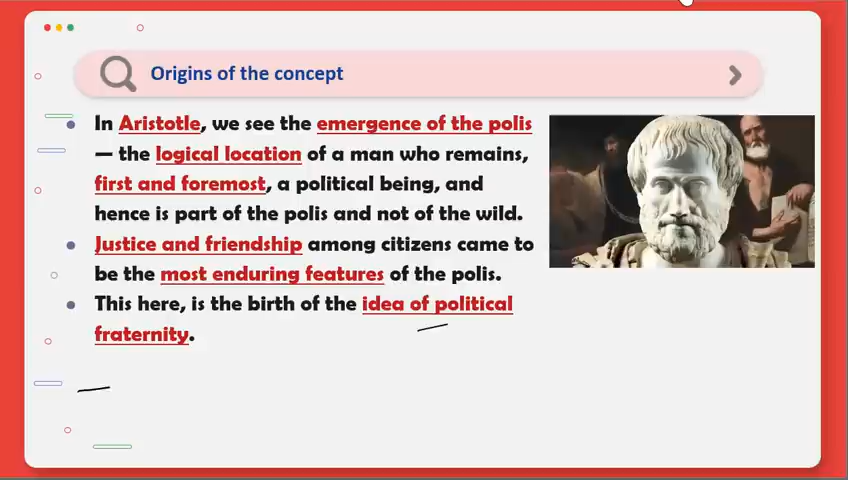 Origins of the concept
In Aristotle, we see the emergence of the polis
— the logical location of a man who remains,
first and foremost, a political being, and
hence is part of the polis and not of the wild.
Justice and friendship among citizens came to
be the most enduring features of the polis.
This here, is the birth of the idea of political
fraternity.